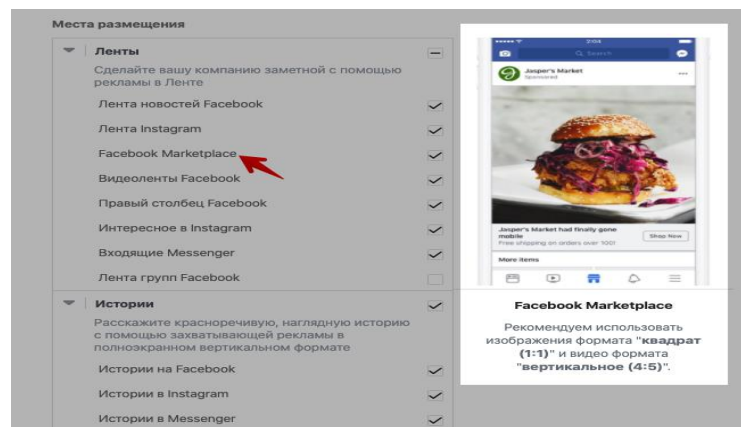 Места размещения
Ленты
Сделайте вашу компанию заметной с помощью
рекламы в Ленте
Лента новостей Facebook
Лента Instagram
Facebook Marketplace
Видеоленты Facebook
Правый столбец Facebook
Интересное в Instagram
Входящие Messenger
Лента групп Facebook
Истории
Расскажите красноречивую, наглядную историю
с помощью захватывающей рекламы в
полноэкранном вертикальном формате
Истории на Facebook
Истории в Instagram
Истории в Messenger
2:04
Search
Jasper's Market
Sponsored
Jasper's Market had finally gone
mobile
Free shipping on orders over 100!
Shop Now
More items
Facebook Marketplace
Рекомендуем использовать
изображения формата "квадрат
(1:1)" и видео формата
"вертикальное (4:5)".